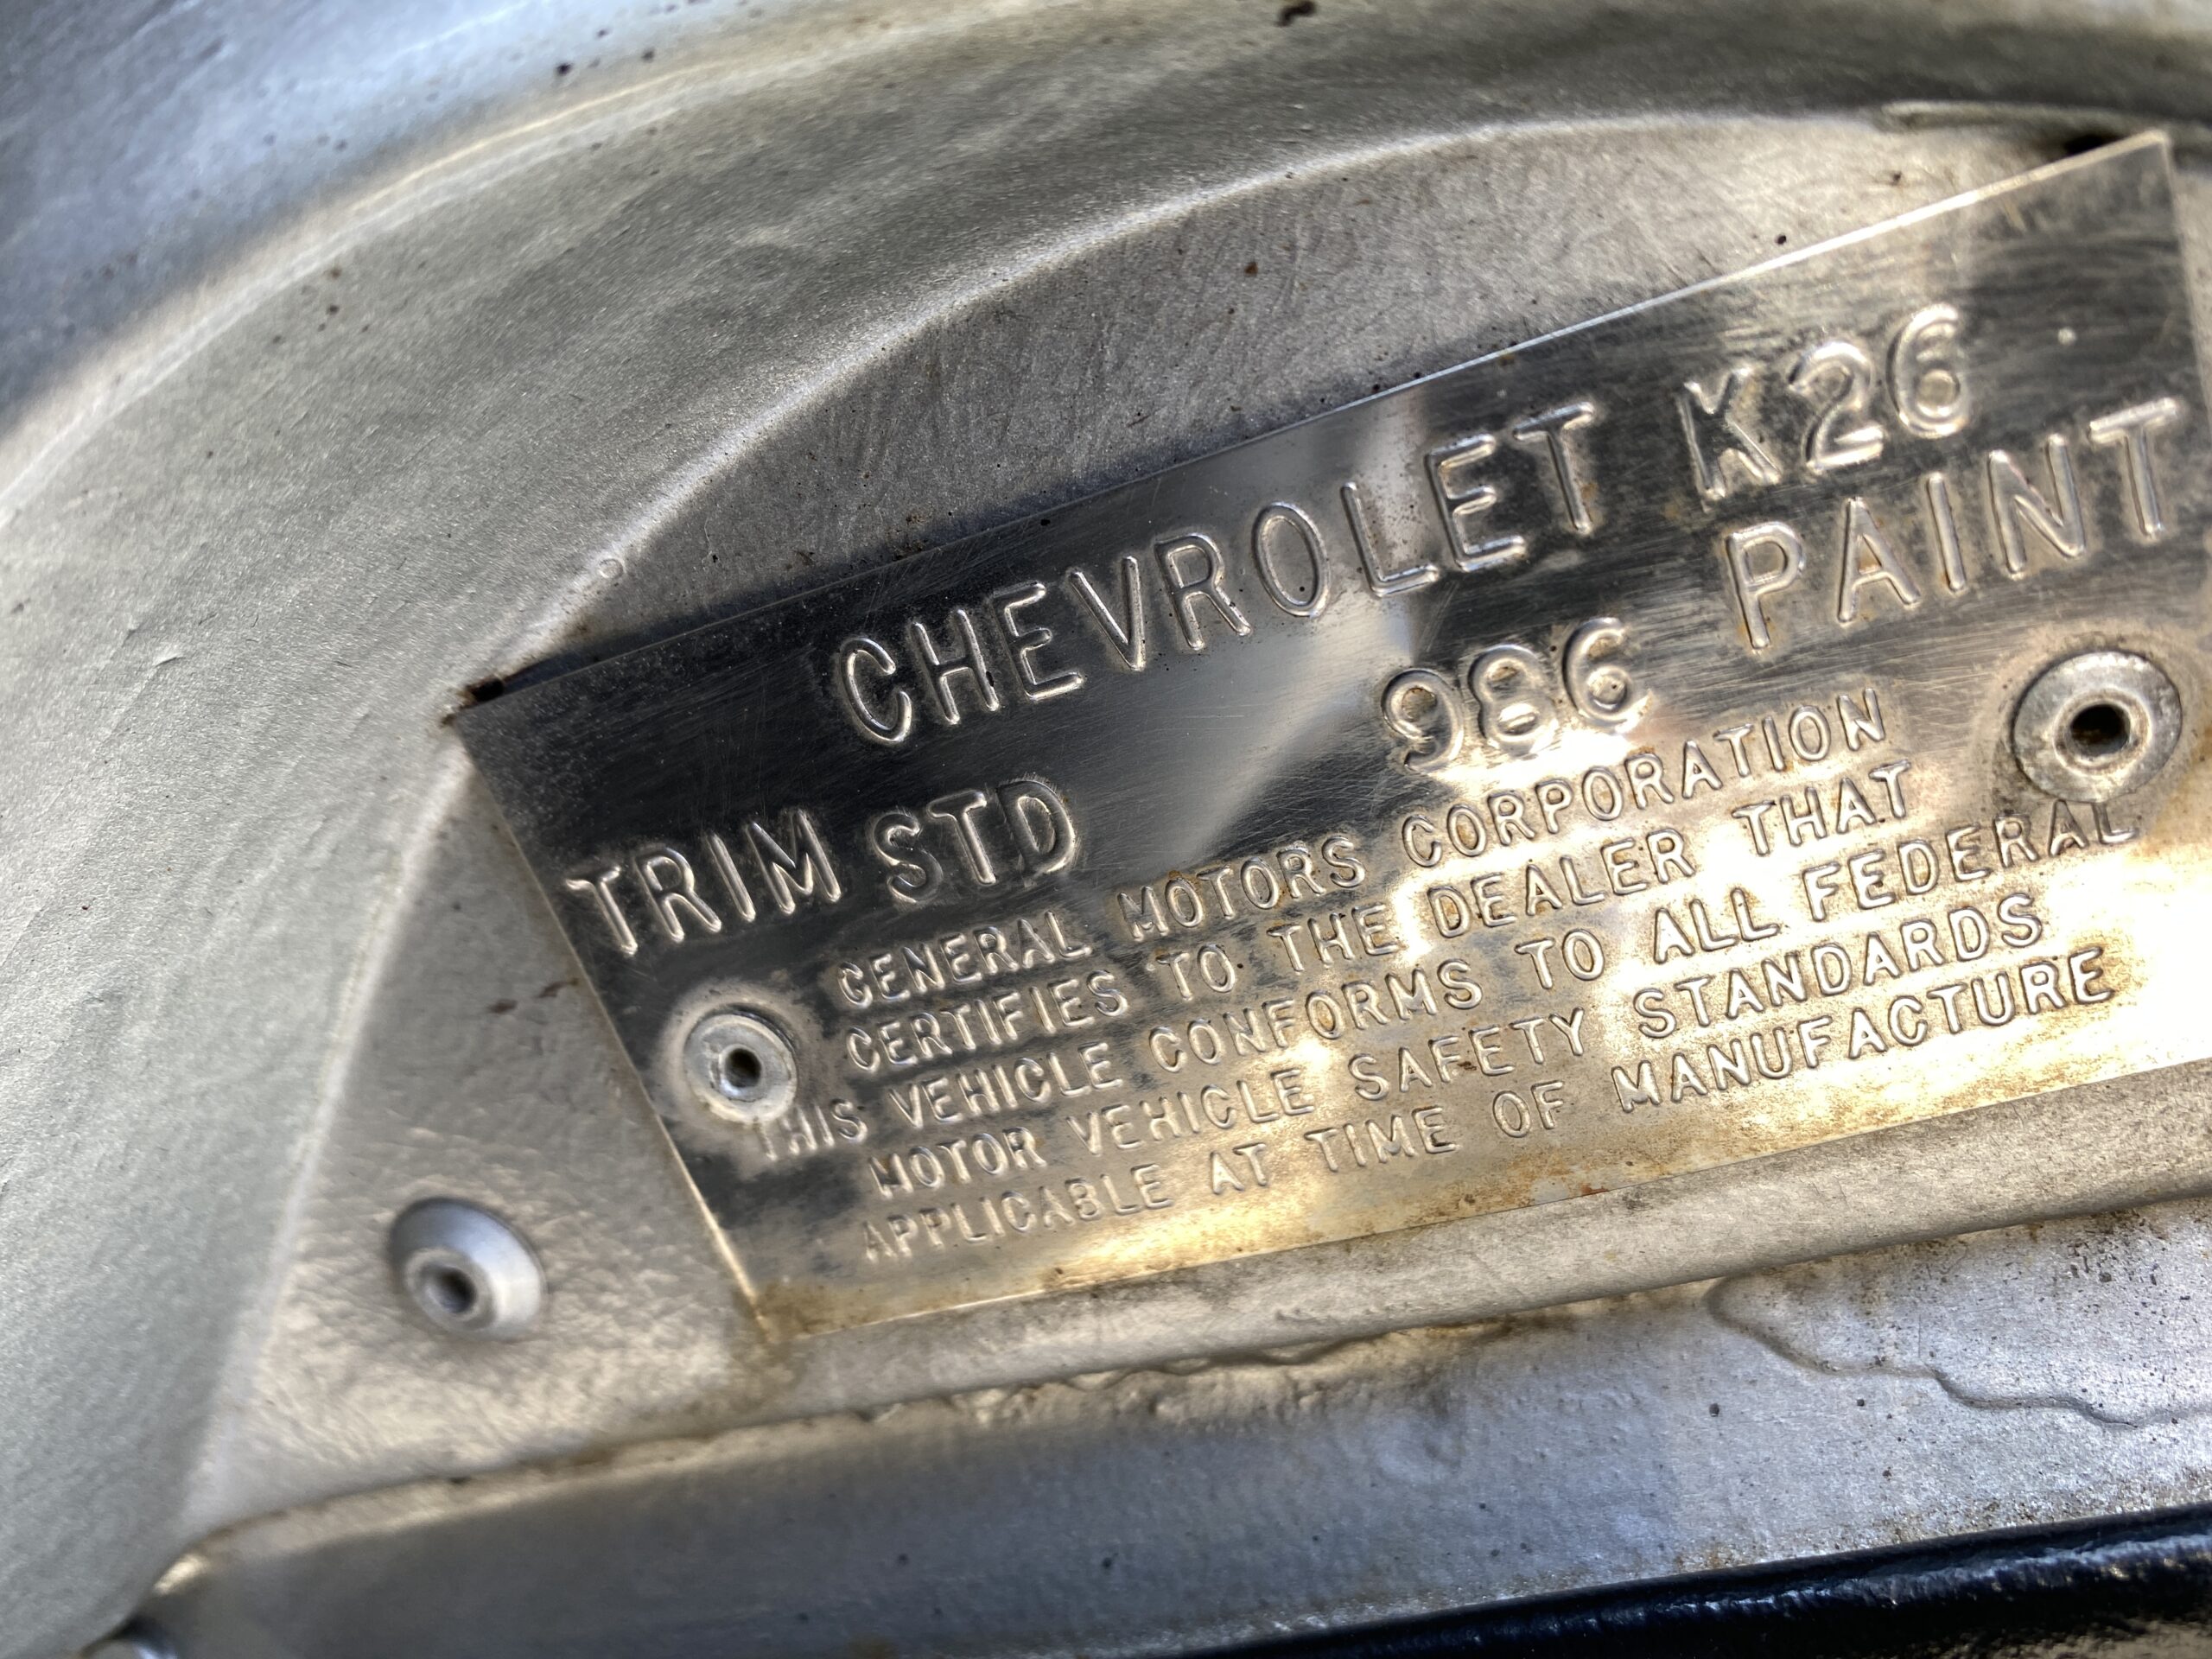 CHEVROLET K26
TRIM STD 986 PAINT
GENERAL MOTORS CORPORATION
CERTIFIES TO THE DEALER THAT
THIS VEHICLE CONFORMS TO ALL FEDERAL
MOTOR VEHICLE SAFETY STANDARDS
APPLICABLE AT TIME OF MANUFACTURE